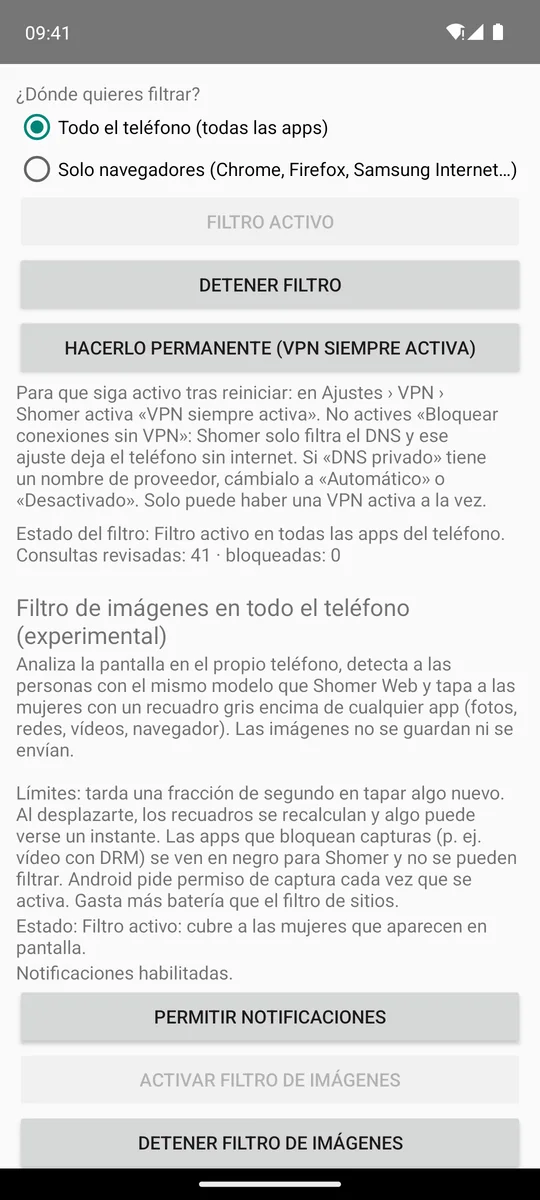 09:41
¿Dónde quieres filtrar?
Todo el teléfono (todas las apps)
Solo navegadores (Chrome, Firefox, Samsung Internet…)
FILTRO ACTIVO
DETENER FILTRO
HACERLO PERMANENTE (VPN SIEMPRE ACTIVA)
Para que siga activo tras reiniciar: en Ajustes › VPN ›
Shomer activa «VPN siempre activa». No actives «Bloquear
conexiones sin VPN»: Shomer solo filtra el DNS y ese
ajuste deja el teléfono sin internet. Si «DNS privado» tiene
un nombre de proveedor, cámbialo a «Automático» o
«Desactivado». Solo puede haber una VPN activa a la vez.
Estado del filtro: Filtro activo en todas las apps del teléfono.
Consultas revisadas: 41 · bloqueadas: 0
Filtro de imágenes en todo el teléfono
(experimental)
Analiza la pantalla en el propio teléfono, detecta a las
personas con el mismo modelo que Shomer Web y tapa a las
mujeres con un recuadro gris encima de cualquier app (fotos,
redes, vídeos, navegador). Las imágenes no se guardan ni se
envían.
Límites: tarda una fracción de segundo en tapar algo nuevo.
Al desplazarte, los recuadros se recalculan y algo puede
verse un instante. Las apps que bloquean capturas (p. ej.
vídeo con DRM) se ven en negro para Shomer y no se pueden
filtrar. Android pide permiso de captura cada vez que se
activa. Gasta más batería que el filtro de sitios.
Estado: Filtro activo: cubre a las mujeres que aparecen en
pantalla.
Notificaciones habilitadas.
PERMITIR NOTIFICACIONES
ACTIVAR FILTRO DE IMÁGENES
DETENER FILTRO DE IMÁGENES